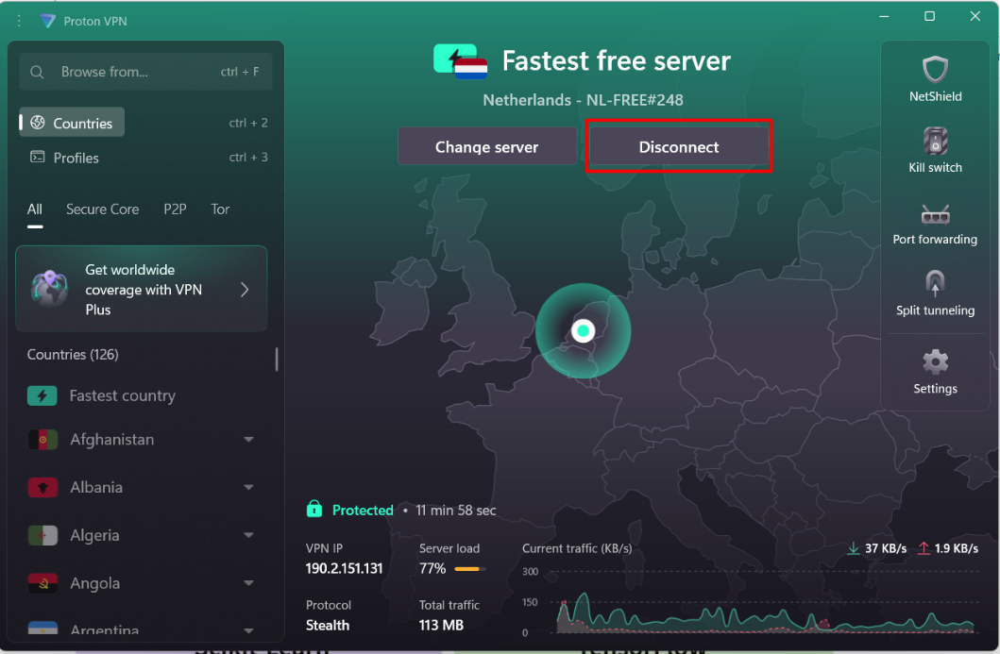 Proton VPN
Browse from...
ctrl + F
Countries
ctrl + 2
Profiles
ctrl + 3
All
Secure Core
P2P
Tor
Get worldwide
coverage with VPN
Plus
Countries (126)
Fastest country
Afghanistan
Albania
Algeria
Angola
Argentina
Fastest free server
Netherlands - NL-FREE#248
Change server
Disconnect
Protected • 11 min 58 sec
VPN IP
190.2.151.131
Server load
77%
Protocol
Stealth
Total traffic
113 MB
Current traffic (KB/s)
37 KB/s
1.9 KB/s
300
150
0
NetShield
Kill switch
Port forwarding
Split tunneling
Settings